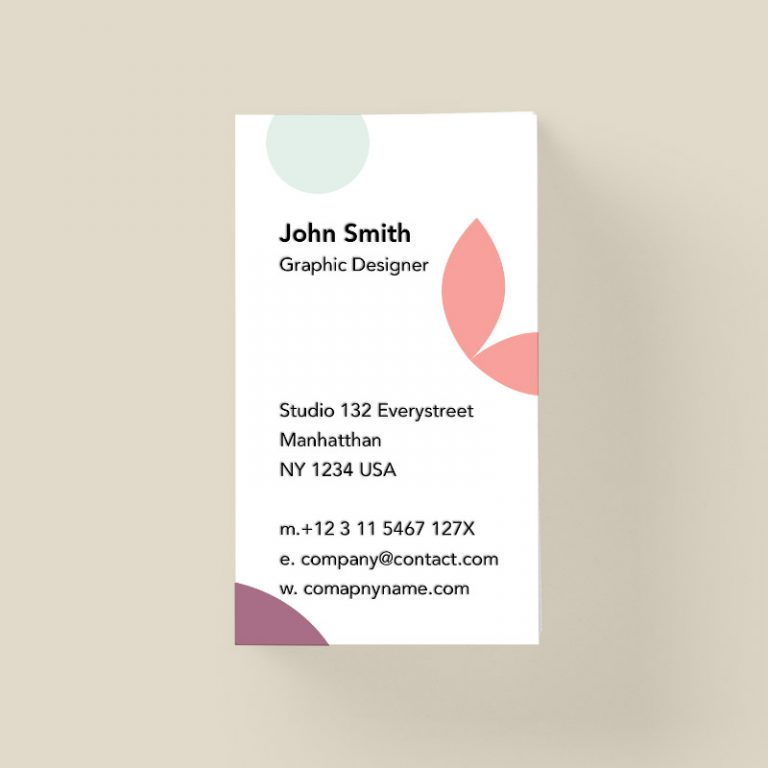 John Smith
Graphic Designer
Studio 132 Everystreet
Manhatthan
NY 1234 USA
m.+12 3 11 5467 127X
e. company@contact.com
w. comapnyname.com